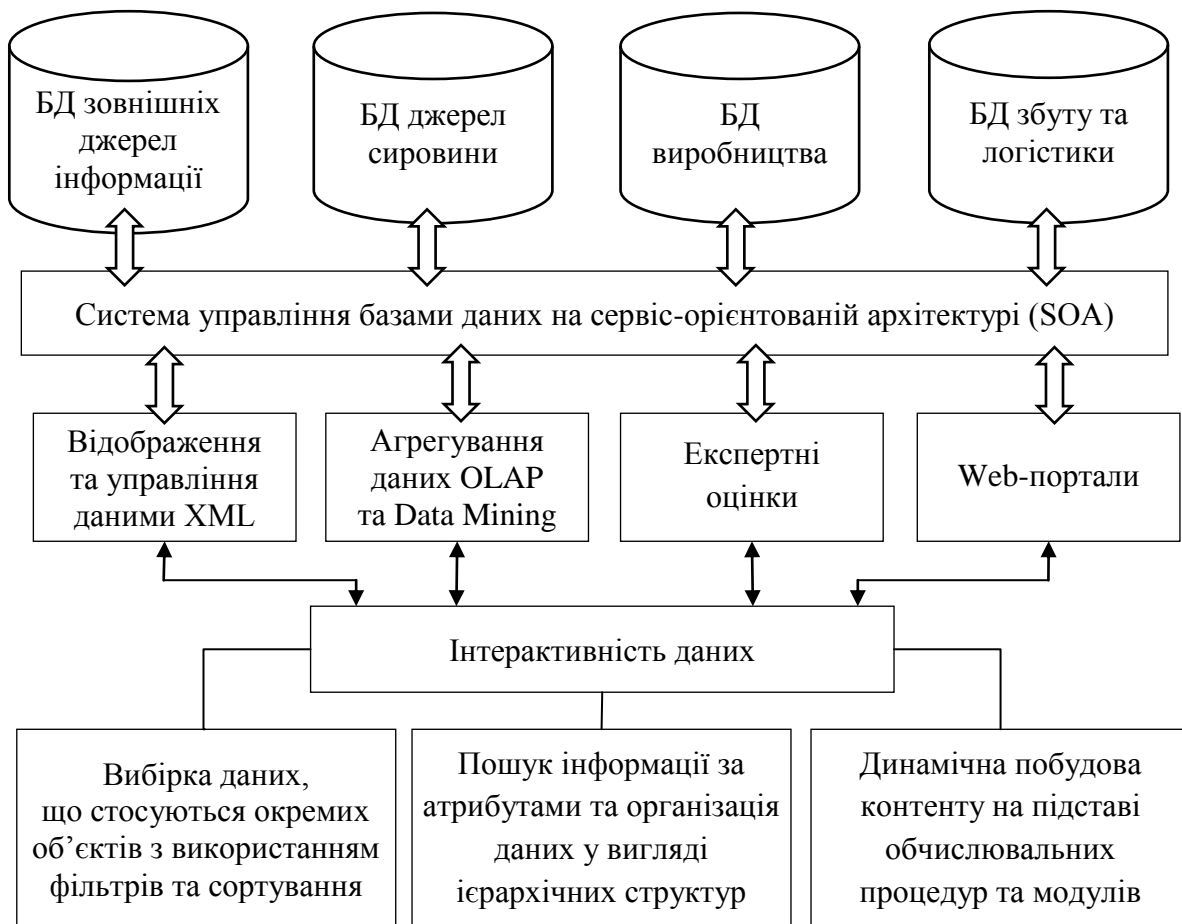 БД зовнішніх
джерел
інформації
БД джерел
сировини
БД
виробництва
БД збуту та
логістики
Система управління базами даних на сервіс-орієнтованій архітектурі (SOA)
Відображення
та управління
даними XML
Агрегування
даних OLAP
та Data Mining
Експертні
оцінки
Web-портали
Інтерактивність даних
Вибірка даних,
що стосуються окремих
об’єктів з використанням
фільтрів та сортування
Пошук інформації за
атрибутами та організація
даних у вигляді
ієрархічних структур
Динамічна побудова
контенту на підставі
обчислювальних
процедур та модулів